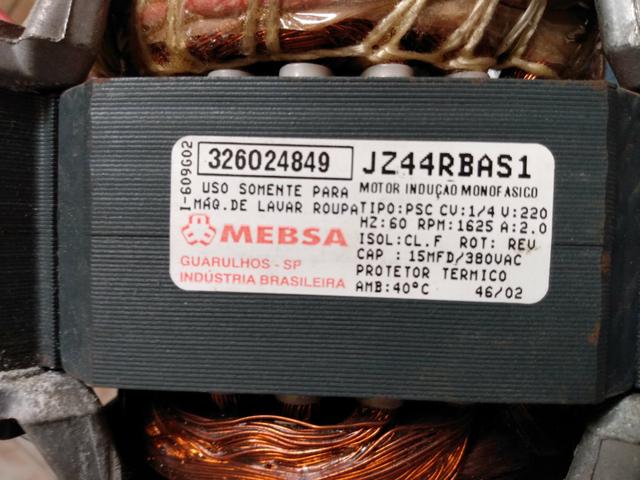 326024849
JZ44RBAS1
I-609G02
USO SOMENTE PARA
MÁQ.DE LAVAR ROUPA
MEBSA
GUARULHOS - SP
INDÚSTRIA BRASILEIRA
MOTOR INDUÇÃO MONOFASICO
TIPO:PSC CV:1/4 V:220
HZ:60 RPM:1625 A:2.0
ISOL:CL.F ROT: REV
CAP : 15MFD/380VAC
PROTETOR TERMICO
AMB:40°C 46/02